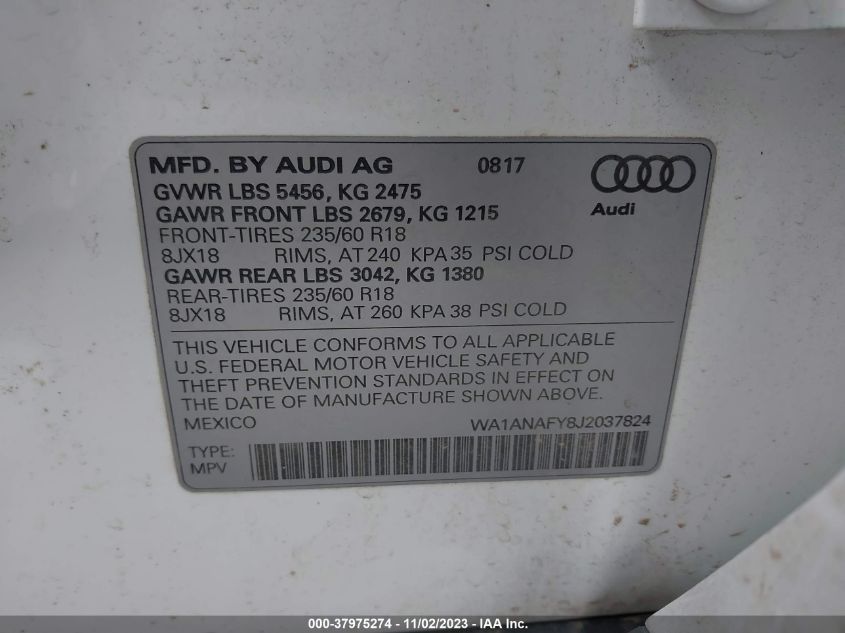 MFD. BY AUDI AG 0817
GVWR LBS 5456, KG 2475
GAWR FRONT LBS 2679, KG 1215
Audi
FRONT-TIRES 235/60 R18
8JX18 RIMS, AT 240 KPA 35 PSI COLD
GAWR REAR LBS 3042, KG 1380
REAR-TIRES 235/60 R18
8JX18 RIMS, AT 260 KPA 38 PSI COLD
THIS VEHICLE CONFORMS TO ALL APPLICABLE
U.S. FEDERAL MOTOR VEHICLE SAFETY AND
THEFT PREVENTION STANDARDS IN EFFECT ON
THE DATE OF MANUFACTURE SHOWN ABOVE.
MEXICO WA1ANAFY8J2037824
TYPE:
MPV
000-37975274 - 11/02/2023 - IAA Inc.